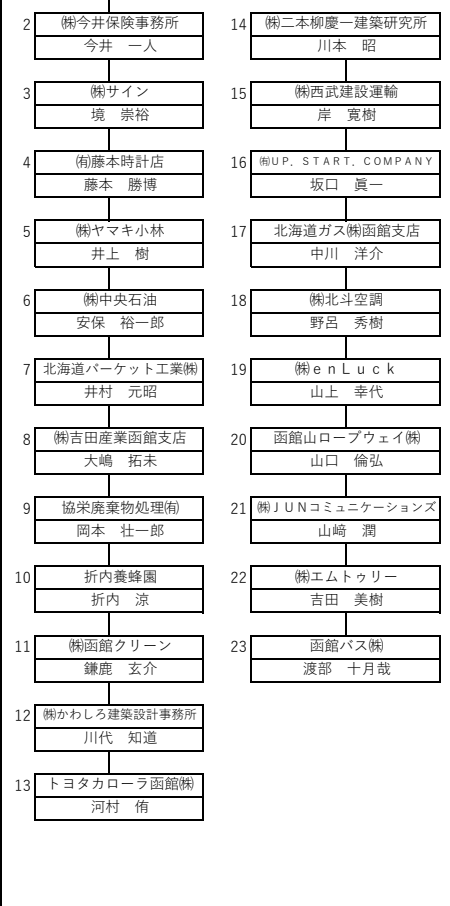 2
㈱今井保険事務所
今井　一人
3
㈱サイン
境　崇裕
4
㈲藤本時計店
藤本　勝博
5
㈱ヤマキ小林
井上　樹
6
㈱中央石油
安保　裕一郎
7
北海道パーケット工業㈱
井村　元昭
8
㈱吉田産業函館支店
大嶋　拓未
9
協栄廃棄物処理㈲
岡本　壮一郎
10
折内養蜂園
折内　涼
11
㈱函館クリーン
鎌鹿　玄介
12
㈱かわしろ建築設計事務所
川代　知道
13
トヨタカローラ函館㈱
河村　侑
14
㈱二本柳慶一建築研究所
川本　昭
15
㈱西武建設運輸
岸　寛樹
16
㈲ＵＰ．ＳＴＡＲＴ．ＣＯＭＰＡＮＹ
坂口　眞一
17
北海道ガス㈱函館支店
中川　洋介
18
㈱北斗空調
野呂　秀樹
19
㈱ｅｎＬｕｃｋ
山上　幸代
20
函館山ロープウェイ㈱
山口　倫弘
21
㈱ＪＵＮコミュニケーションズ
山﨑　潤
22
㈱エムトゥリー
吉田　美樹
23
函館バス㈱
渡部　十月哉